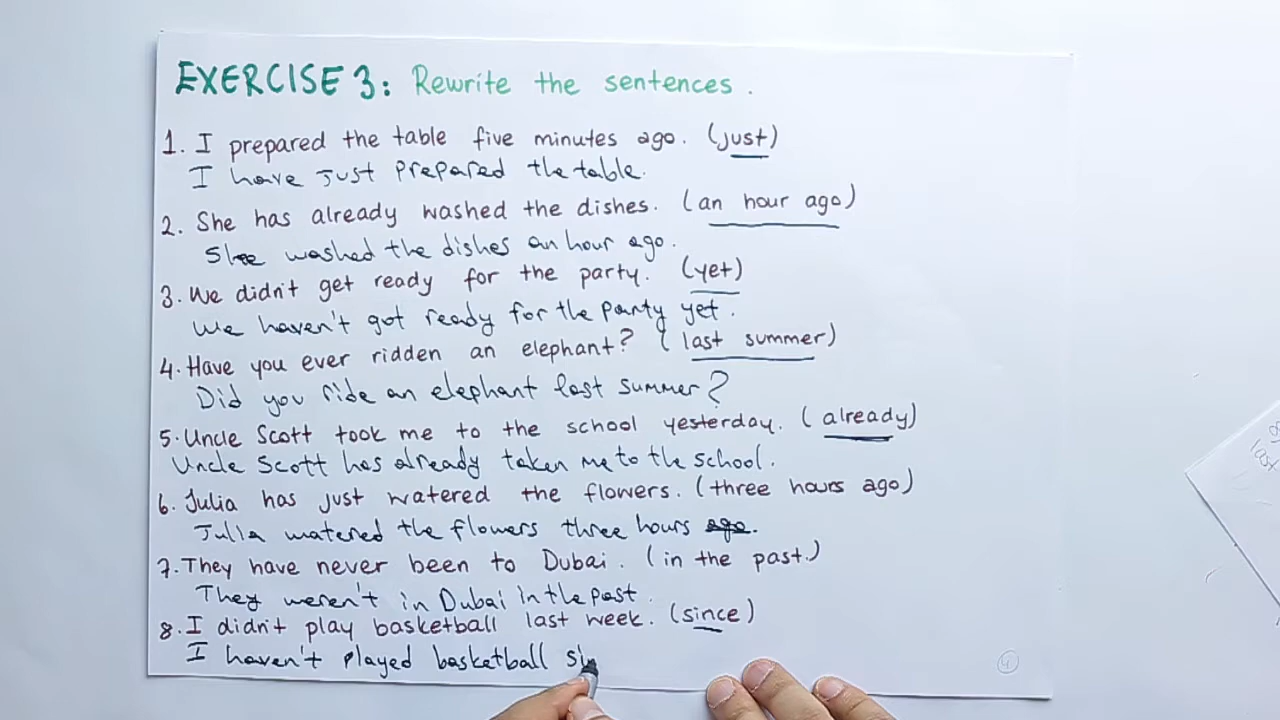 EXERCISE 3: Rewrite the sentences.
1. I prepared the table five minutes ago. (just)
I have just prepared the table.
2. She has already washed the dishes. (an hour ago)
She washed the dishes an hour ago.
3. We didn't get ready for the party. (yet)
We haven't got ready for the party yet.
4. Have you ever ridden an elephant? (last summer)
Did you ride an elephant last summer?
5. Uncle Scott took me to the school yesterday. (already)
Uncle Scott has already taken me to the school.
6. Julia has just watered the flowers. (three hours ago)
Julia watered the flowers three hours ago.
7. They have never been to Dubai. (in the past.)
They weren't in Dubai in the past.
8. I didn't play basketball last week. (since)
I haven't played basketball si